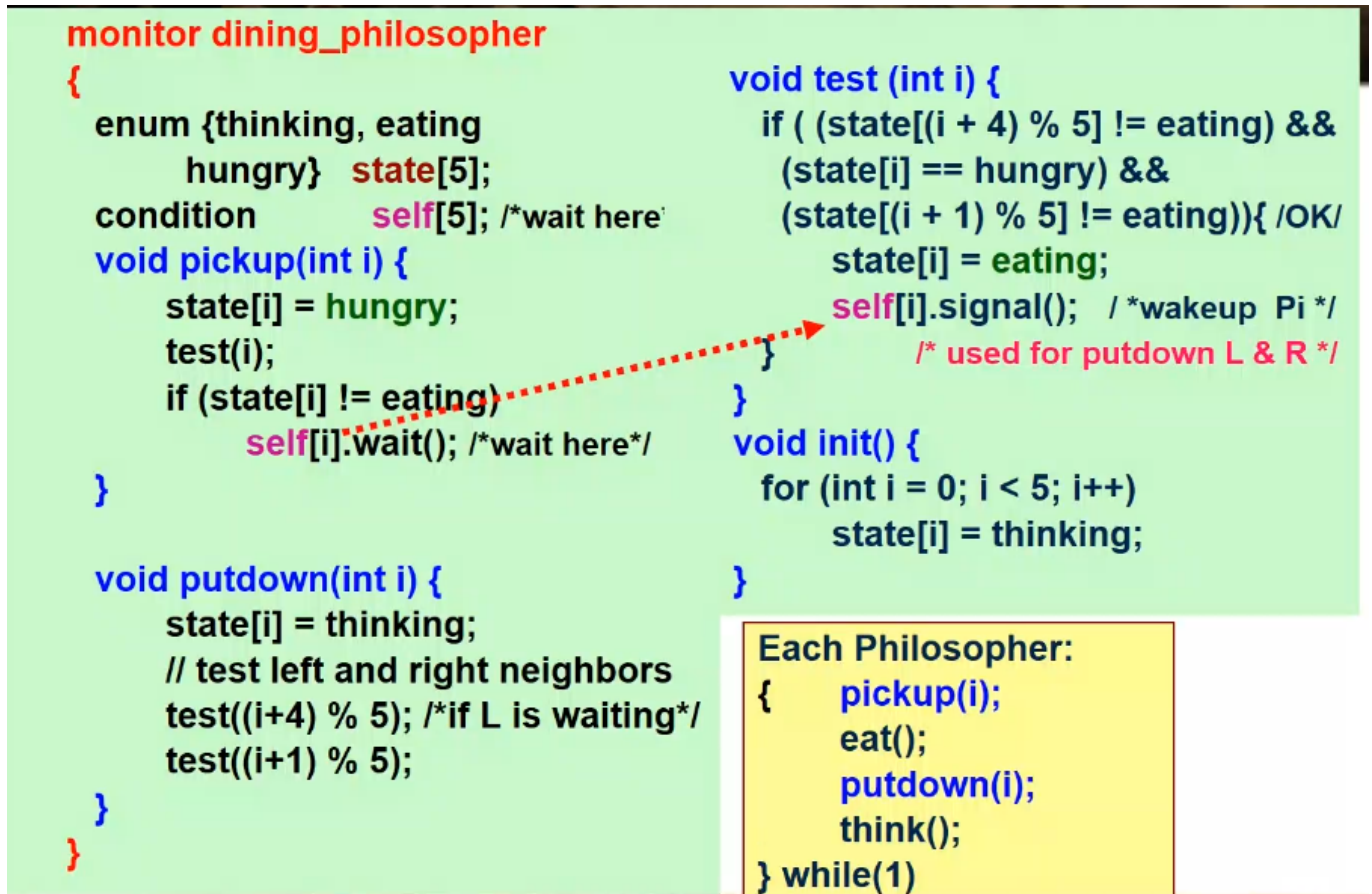 monitor dining_philosopher
{
enum {thinking, eating
hungry} state[5];
condition self[5]; /*wait here*
void pickup(int i) {
state[i] = hungry;
test(i);
if (state[i] != eating)
self[i].wait(); /*wait here*/
}
void putdown(int i) {
state[i] = thinking;
// test left and right neighbors
test((i+4) % 5); /*if L is waiting*/
test((i+1) % 5);
}
}
void test (int i) {
if ( (state[(i + 4) % 5] != eating) &&
(state[i] == hungry) &&
(state[(i + 1) % 5] != eating)){ /OK/
state[i] = eating;
self[i].signal(); / *wakeup Pi */
} /* used for putdown L & R */
}
void init() {
for (int i = 0; i < 5; i++)
state[i] = thinking;
}
Each Philosopher:
{ pickup(i);
eat();
putdown(i);
think();
} while(1)